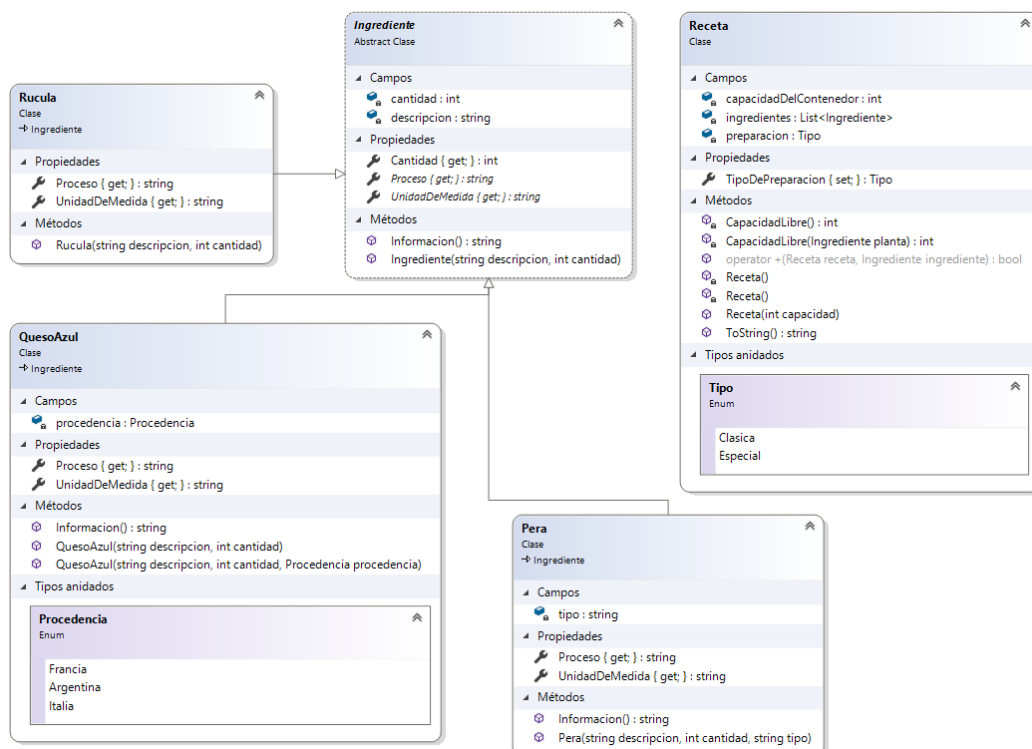 Ingrediente
Abstract Clase
Campos
cantidad : int
descripcion : string
Propiedades
Cantidad { get; } : int
Proceso { get; } : string
UnidadDeMedida { get; } : string
Métodos
Informacion() : string
Ingrediente(string descripcion, int cantidad)
Receta
Clase
Campos
capacidadDelContenedor : int
ingredientes : List<Ingrediente>
preparacion : Tipo
Propiedades
TipoDePreparacion { set; } : Tipo
Métodos
CapacidadLibre() : int
CapacidadLibre(Ingrediente planta) : int
operator +(Receta receta, Ingrediente ingrediente) : bool
Receta()
Receta()
Receta(int capacidad)
ToString() : string
Tipos anidados
Tipo
Enum
Clasica
Especial
Rucula
Clase
Ingrediente
Propiedades
Proceso { get; } : string
UnidadDeMedida { get; } : string
Métodos
Rucula(string descripcion, int cantidad)
QuesoAzul
Clase
Ingrediente
Campos
procedencia : Procedencia
Propiedades
Proceso { get; } : string
UnidadDeMedida { get; } : string
Métodos
Informacion() : string
QuesoAzul(string descripcion, int cantidad)
QuesoAzul(string descripcion, int cantidad, Procedencia procedencia)
Tipos anidados
Procedencia
Enum
Francia
Argentina
Italia
Pera
Clase
Ingrediente
Campos
tipo : string
Propiedades
Proceso { get; } : string
UnidadDeMedida { get; } : string
Métodos
Informacion() : string
Pera(string descripcion, int cantidad, string tipo)